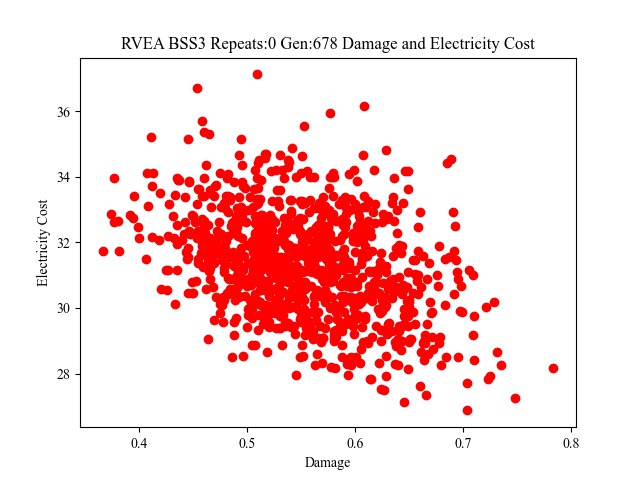 RVEA BSS3 Repeats:0 Gen:678 Damage and Electricity Cost
36
34
32
30
28
Electricity Cost
0.4 0.5 0.6 0.7 0.8
Damage